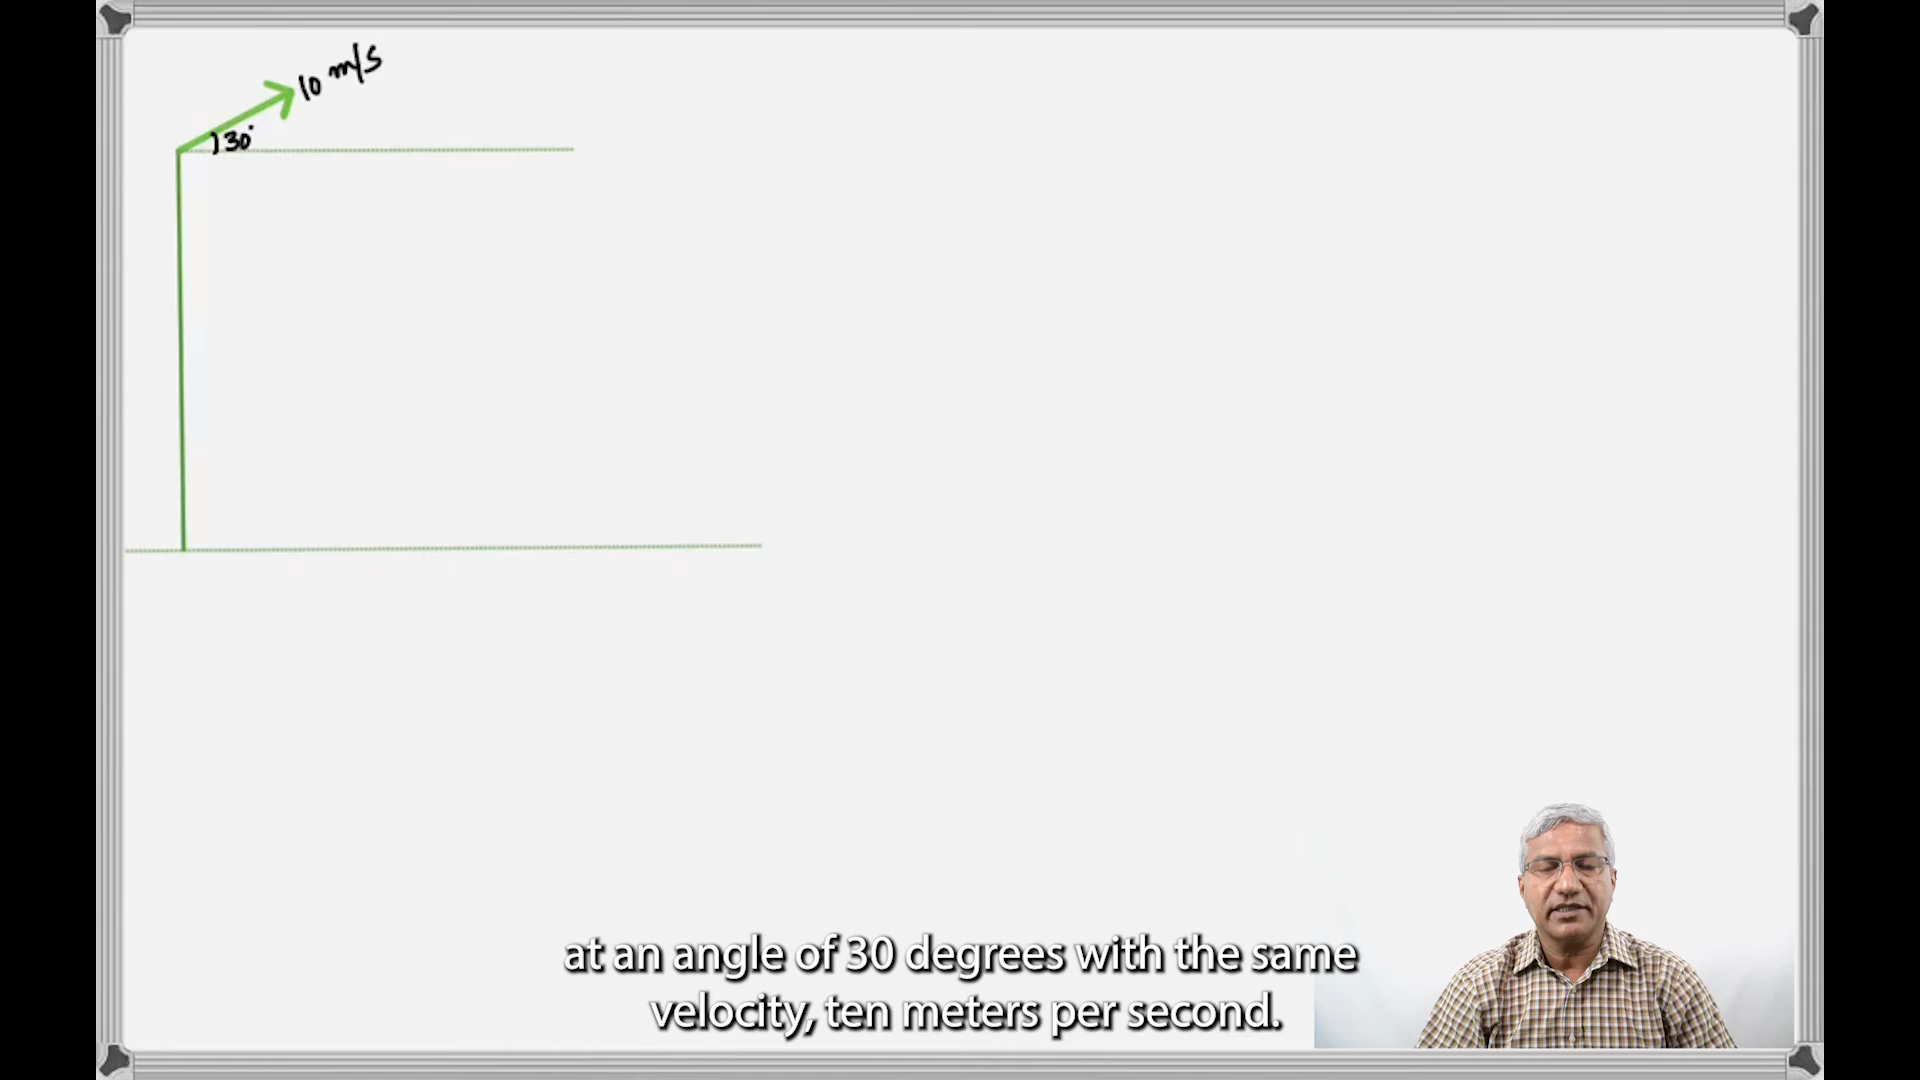 10 m/s
30°
at an angle of 30 degrees with the same
velocity, ten meters per second.